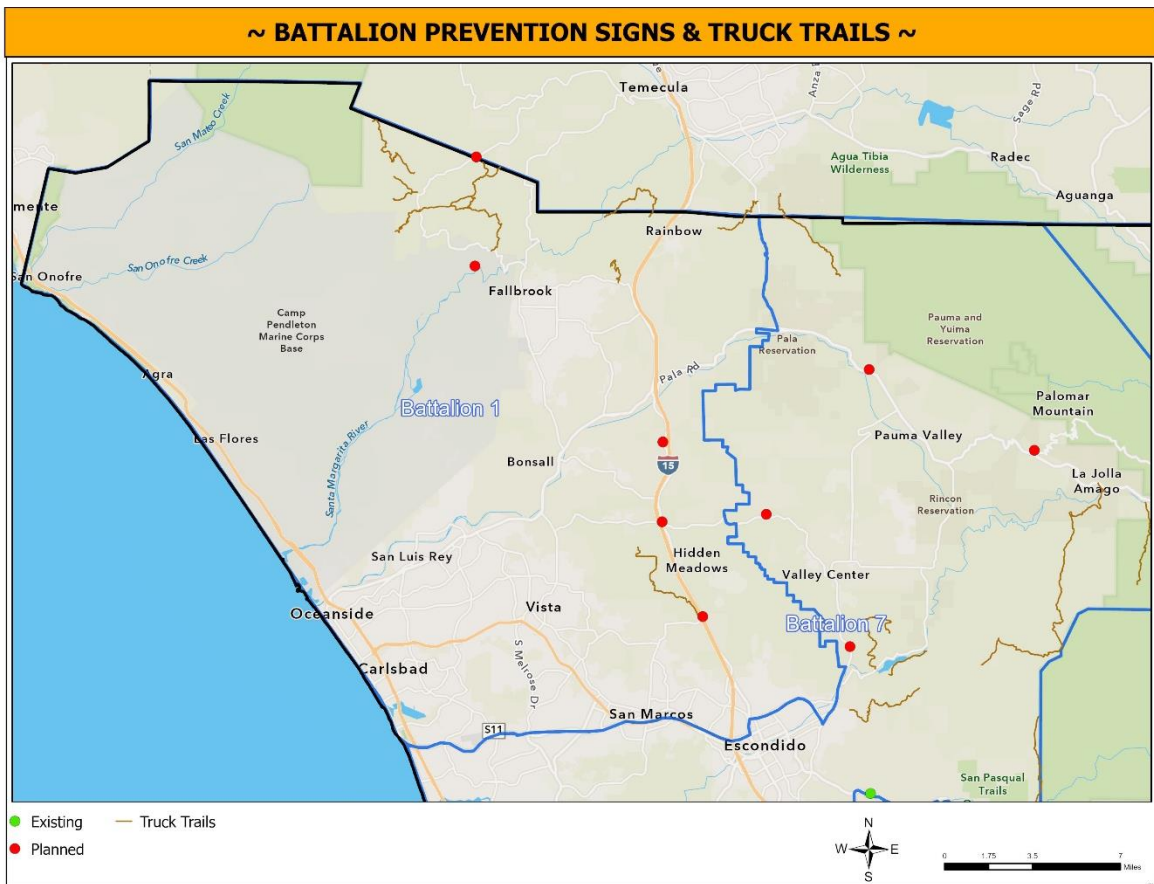 ~ BATTALION PREVENTION SIGNS & TRUCK TRAILS ~
Temecula
Anza
Sage Rd
San Mateo Creek
Agua Tibia
Wilderness
Radec
Aguanga
mente
Rainbow
San Onofre
San Onofre Creek
Fallbrook
Camp
Pendleton
Marine Corps
Base
Pauma and
Yuima
Reservation
Pala
Reservation
Agra
Pala Rd
Palomar
Mountain
Battalion 1
Las Flores
Santa Margarita River
Bonsall
15
Pauma Valley
La Jolla
Amago
Rincon
Reservation
San Luis Rey
Hidden
Meadows
Valley Center
Oceanside
Vista
Battalion 7
S Melrose Dr
Carlsbad
San Marcos
S11
Escondido
San Pasqual
Trails
Existing
Truck Trails
Planned
N
W
E
S
0 1.75 3.5 7
Miles